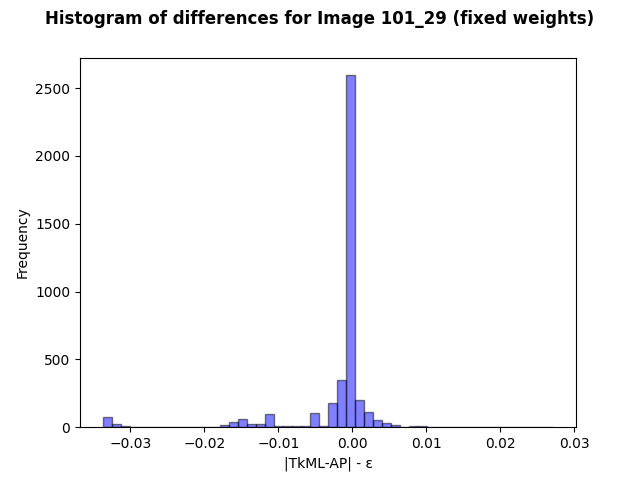 Histogram of differences for Image 101_29 (fixed weights)
2500
2000
1500
1000
500
0
Frequency
−0.03 −0.02 −0.01 0.00 0.01 0.02 0.03
|TkML-AP| - ε